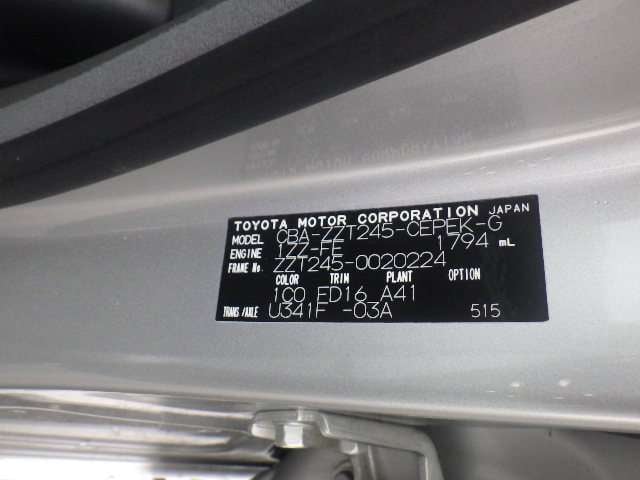 TOYOTA MOTOR CORPORATION JAPAN
MODEL CBA-ZZT245-CEPEK-G
ENGINE 1ZZ-FE 1794 mL
FRAME No. ZZT245-0020224
COLOR TRIM PLANT OPTION
1C0 FD16 A41
TRANS/AXLE U341F -03A 515